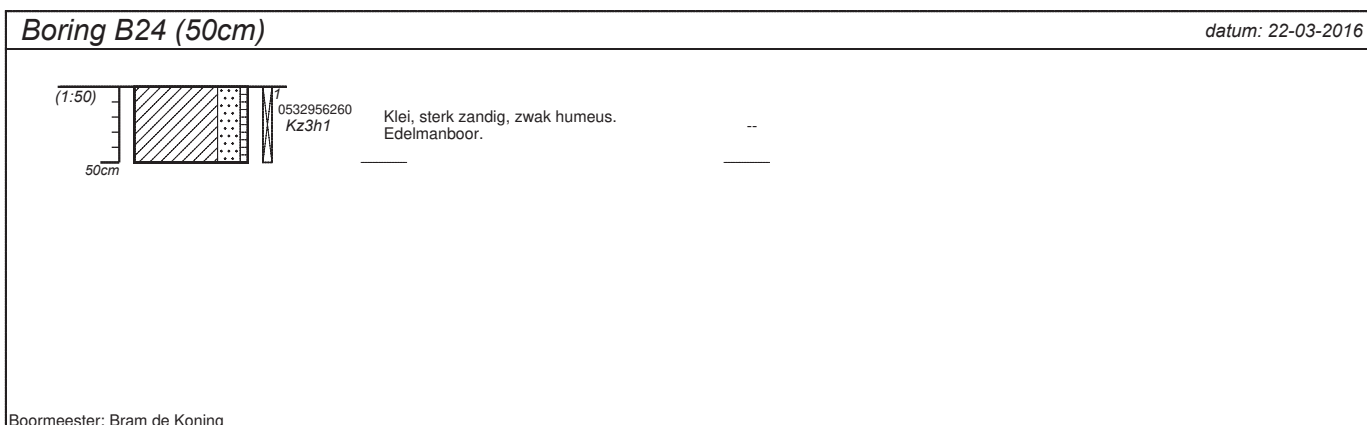 Boring B24 (50cm)
datum: 22-03-2016
(1:50)
1
0532956260
Kz3h1
Klei, sterk zandig, zwak humeus.
Edelmanboor.
--
50cm
Boormeester: Bram de Koning